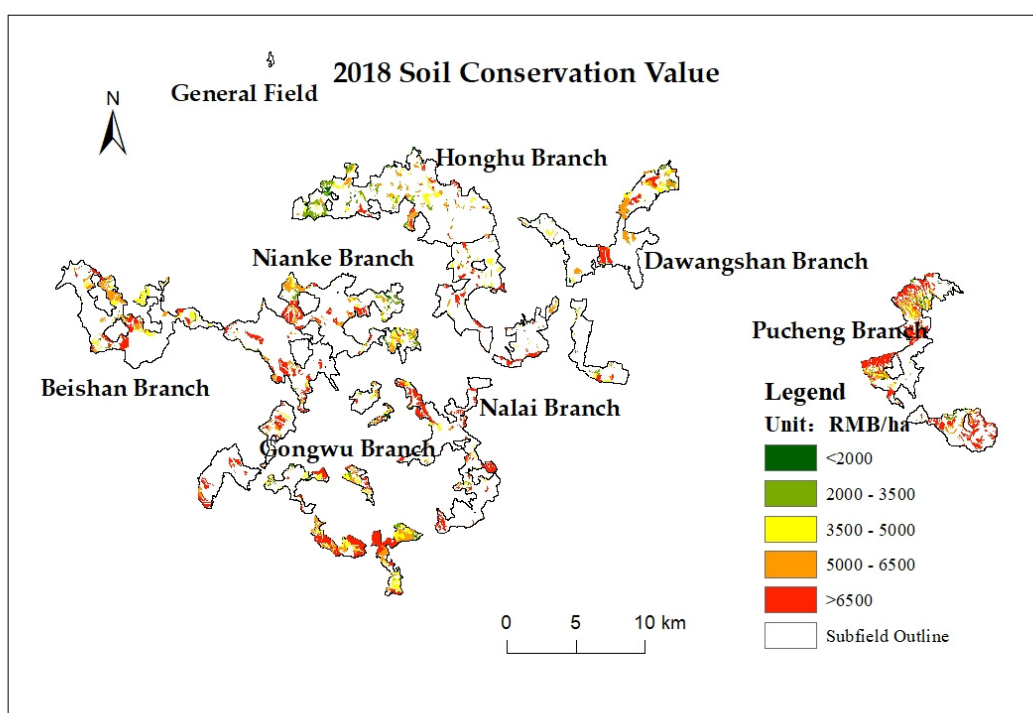 2018 Soil Conservation Value
General Field
N
Honghu Branch
Nianke Branch
Dawangshan Branch
Pucheng Branch
Beishan Branch
Nalai Branch
Gongwu Branch
Legend
Unit: RMB/ha
<2000
2000 - 3500
3500 - 5000
5000 - 6500
>6500
Subfield Outline
0 5 10 km